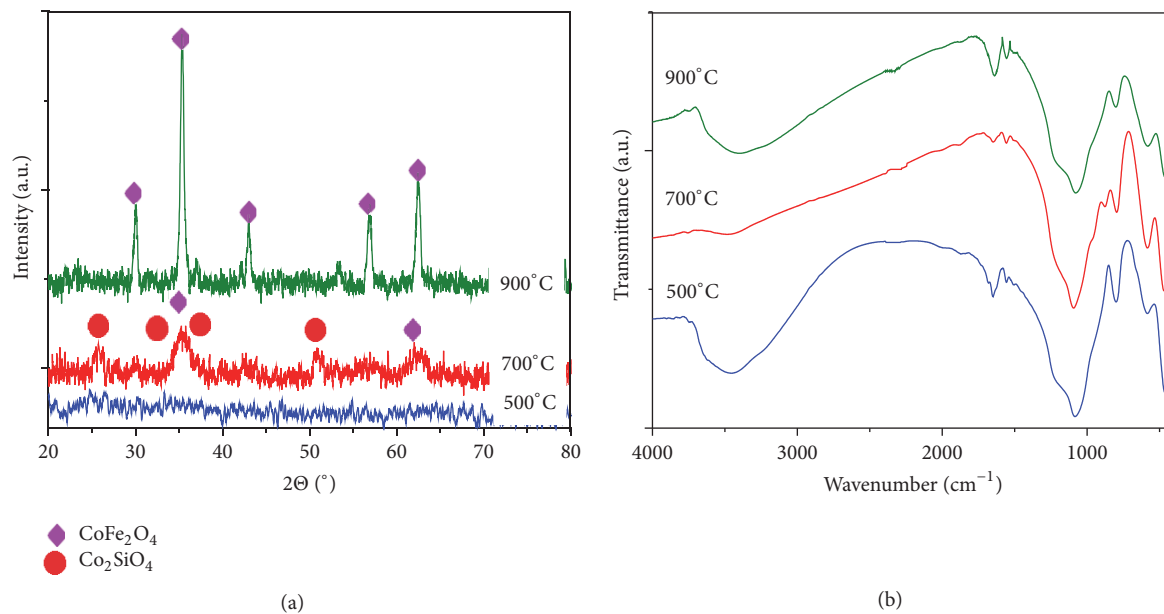 Intensity (a.u.)
900°C
700°C
500°C
20
30
40
50
60
70
80
2Θ (°)
CoFe₂O₄
Co₂SiO₄
(a)
Transmittance (a.u.)
900°C
700°C
500°C
4000
3000
2000
1000
Wavenumber (cm⁻¹)
(b)